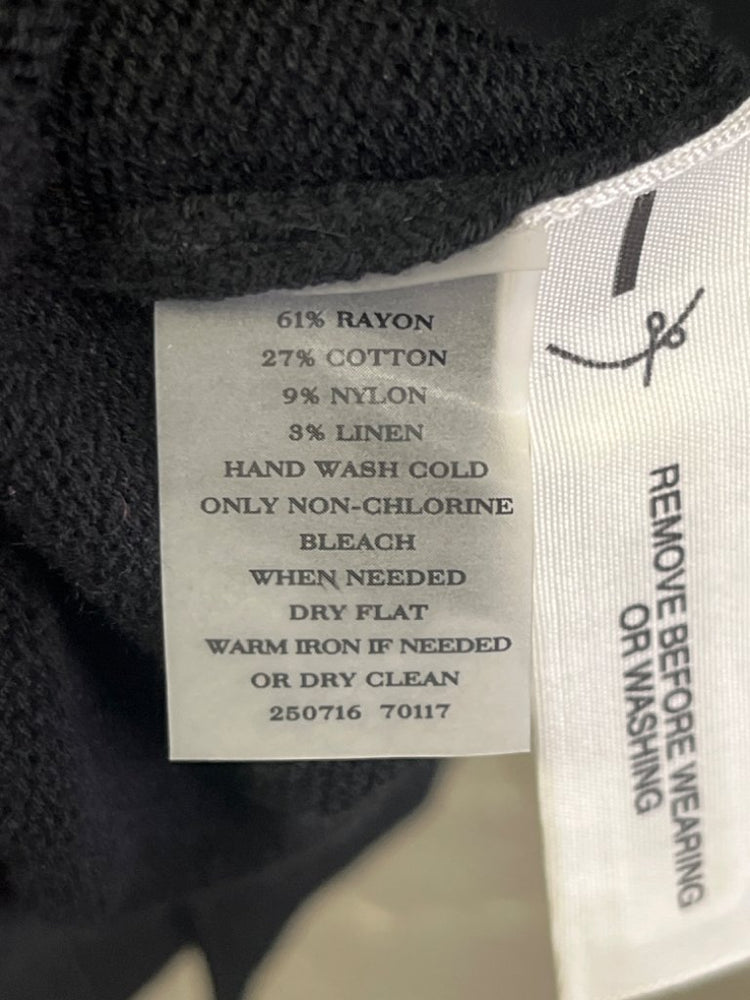 61% RAYON
27% COTTON
9% NYLON
3% LINEN
HAND WASH COLD
ONLY NON-CHLORINE
BLEACH
WHEN NEEDED
DRY FLAT
WARM IRON IF NEEDED
OR DRY CLEAN
250716 70117
REMOVE BEFORE WEARING
OR WASHING